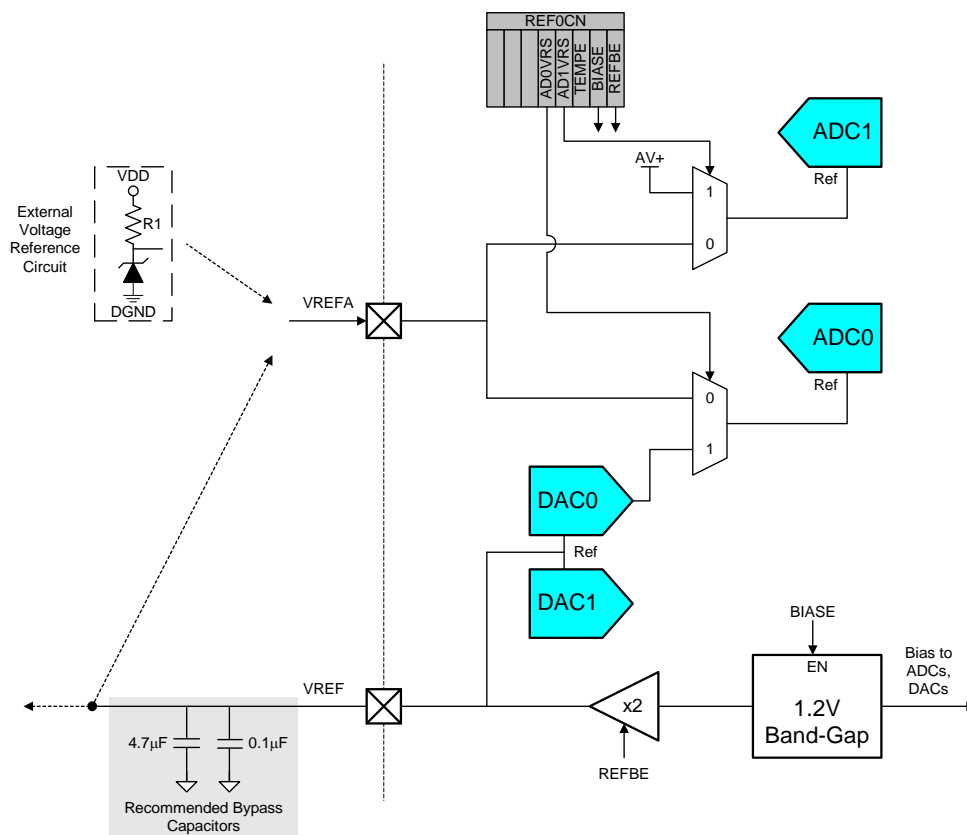 REF0CN
AD0VRS
AD1VRS
TEMPE
BIASE
REFBE
ADC1
Ref
AV+
1
0
VDD
R1
DGND
External
Voltage
Reference
Circuit
VREFA
ADC0
Ref
0
1
DAC0
Ref
DAC1
BIASE
EN
1.2V
Band-Gap
Bias to
ADCs,
DACs
x2
REFBE
VREF
4.7µF
0.1µF
Recommended Bypass
Capacitors